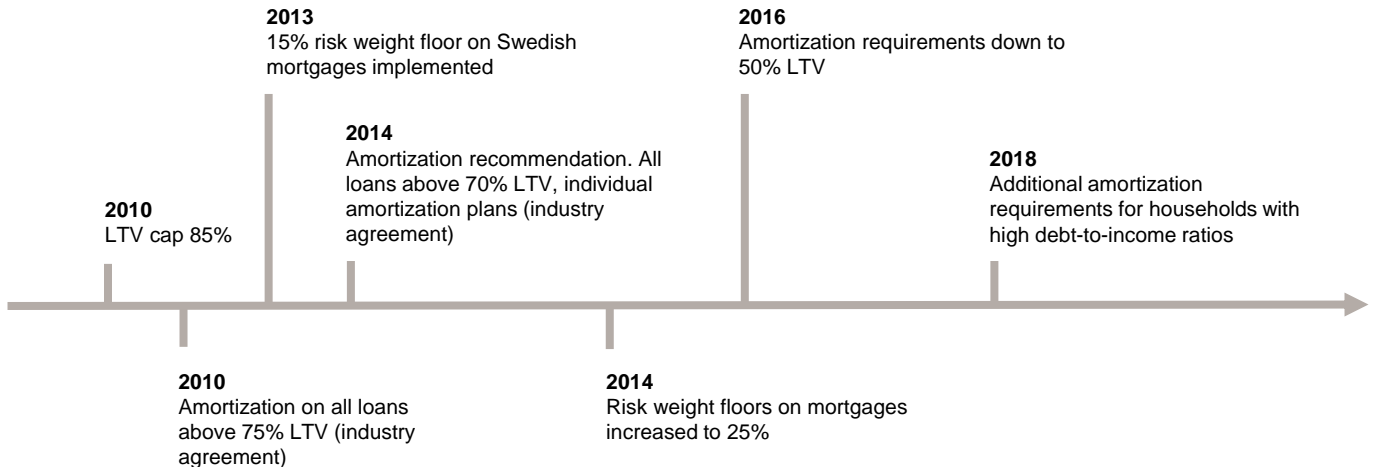 2013
15% risk weight floor on Swedish
mortgages implemented
2016
Amortization requirements down to
50% LTV
2014
Amortization recommendation. All
loans above 70% LTV, individual
amortization plans (industry
agreement)
2018
Additional amortization
requirements for households with
high debt-to-income ratios
2010
LTV cap 85%
2010
Amortization on all loans
above 75% LTV (industry
agreement)
2014
Risk weight floors on mortgages
increased to 25%